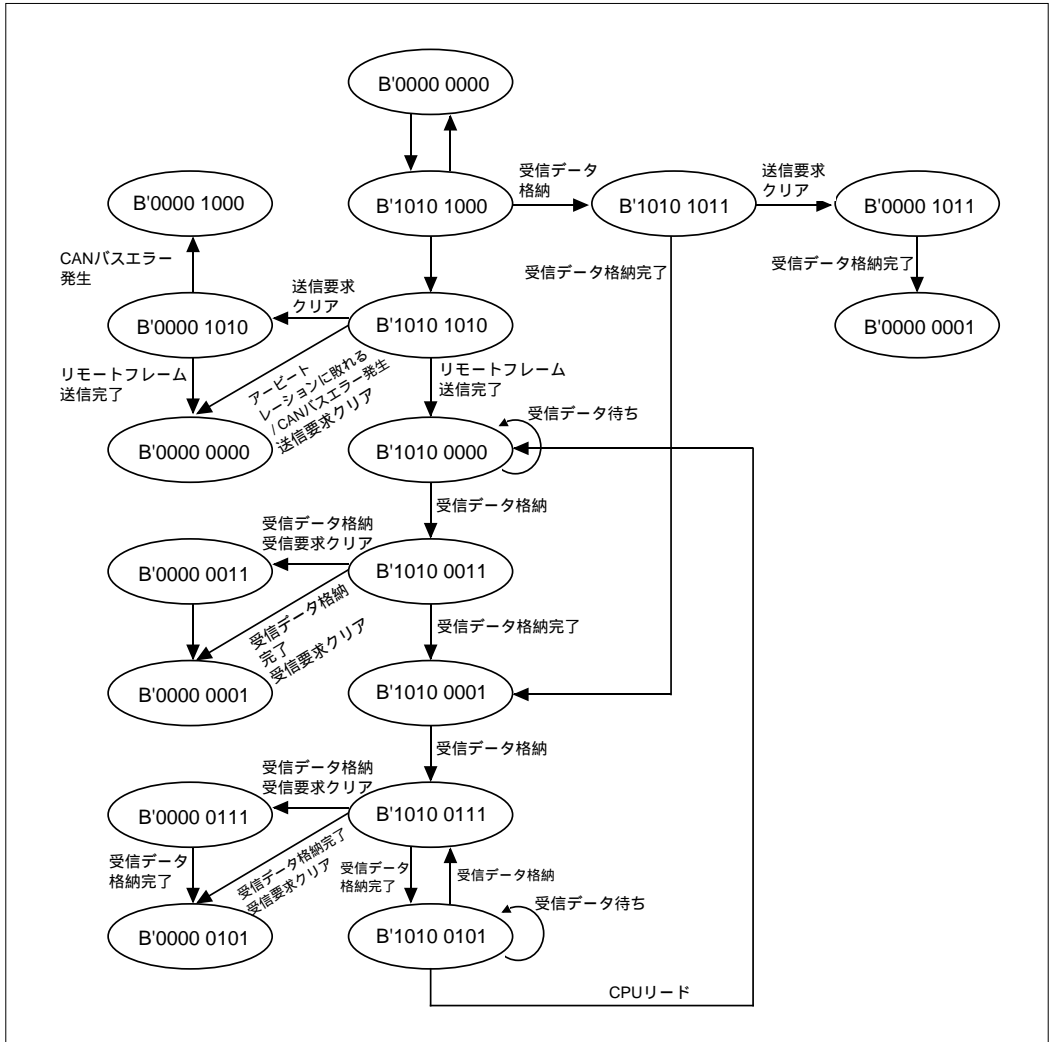 B'0000 0000
B'0000 1000
B'1010 1000
受信データ
格納
B'1010 1011
送信要求
クリア
B'0000 1011
CANバスエラー
発生
受信データ格納完了
受信データ格納完了
B'0000 1010
送信要求
クリア
B'1010 1010
B'0000 0001
リモートフレーム
送信完了
アービート
レーションに敗れる
/ CANバスエラー発生
送信要求クリア
リモートフレーム
送信完了
受信データ待ち
B'0000 0000
B'1010 0000
受信データ格納
受信データ格納
受信要求クリア
B'0000 0011
B'1010 0011
受信データ格納
完了
受信要求クリア
受信データ格納完了
B'0000 0001
B'1010 0001
受信データ格納
受信データ格納
受信要求クリア
B'0000 0111
B'1010 0111
受信データ
格納完了
受信データ格納完了
受信要求クリア
受信データ
格納完了
受信データ格納
受信データ待ち
B'0000 0101
B'1010 0101
CPUリード